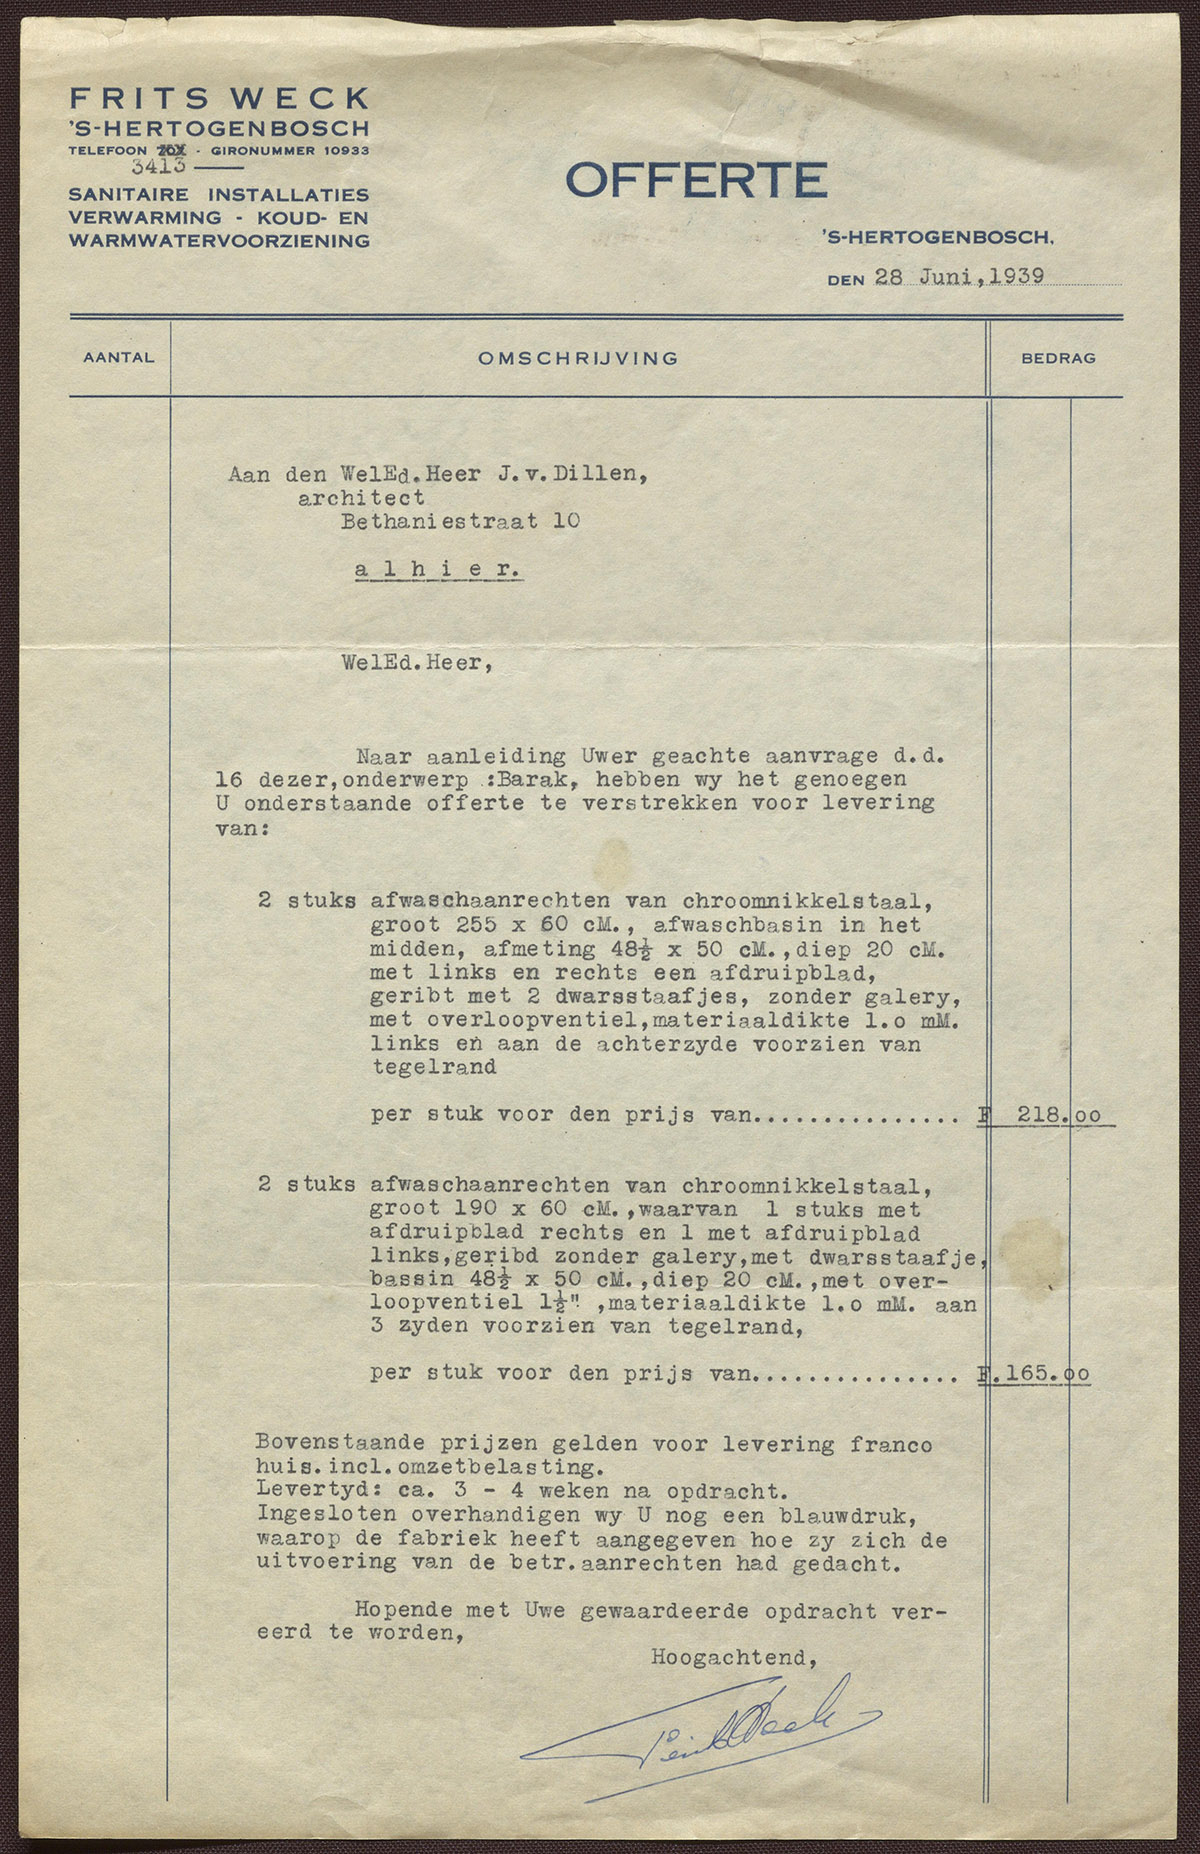 FRITS WECK
'S-HERTOGENBOSCH
TELEFOON · GIRONUMMER 10933
3413
SANITAIRE INSTALLATIES
VERWARMING - KOUD- EN
WARMWATERVOORZIENING
OFFERTE
'S-HERTOGENBOSCH,
DEN 28 Juni,1939
AANTAL OMSCHRIJVING BEDRAG
Aan den WelEd.Heer J.v.Dillen,
architect
Bethaniestraat 10
a l h i e r.
WelEd.Heer,
Naar aanleiding Uwer geachte aanvrage d.d.
16 dezer,onderwerp :Barak, hebben wy het genoegen
U onderstaande offerte te verstrekken voor levering
van:
2 stuks afwaschaanrechten van chroomnikkelstaal,
groot 255 x 60 cM., afwaschbasin in het
midden, afmeting 48½ x 50 cM.,diep 20 cM.
met links en rechts een afdruipblad,
geribt met 2 dwarsstaafjes, zonder galery,
met overloopventiel,materiaaldikte 1.o mM.
links en aan de achterzyde voorzien van
tegelrand
per stuk voor den prijs van............... F 218.oo
2 stuks afwaschaanrechten van chroomnikkelstaal,
groot 190 x 60 cM.,waarvan 1 stuks met
afdruipblad rechts en 1 met afdruipblad
links,geribd zonder galery,met dwarsstaafje,
bassin 48½ x 50 cM.,diep 20 cM.,met over-
loopventiel 1½" ,materiaaldikte 1.o mM. aan
3 zyden voorzien van tegelrand,
per stuk voor den prijs van............... F.165.oo
Bovenstaande prijzen gelden voor levering franco
huis.incl.omzetbelasting.
Levertyd: ca. 3 - 4 weken na opdracht.
Ingesloten overhandigen wy U nog een blauwdruk,
waarop de fabriek heeft aangegeven hoe zy zich de
uitvoering van de betr.aanrechten had gedacht.
Hopende met Uwe gewaardeerde opdracht ver-
eerd te worden,
Hoogachtend,
Frits Weck